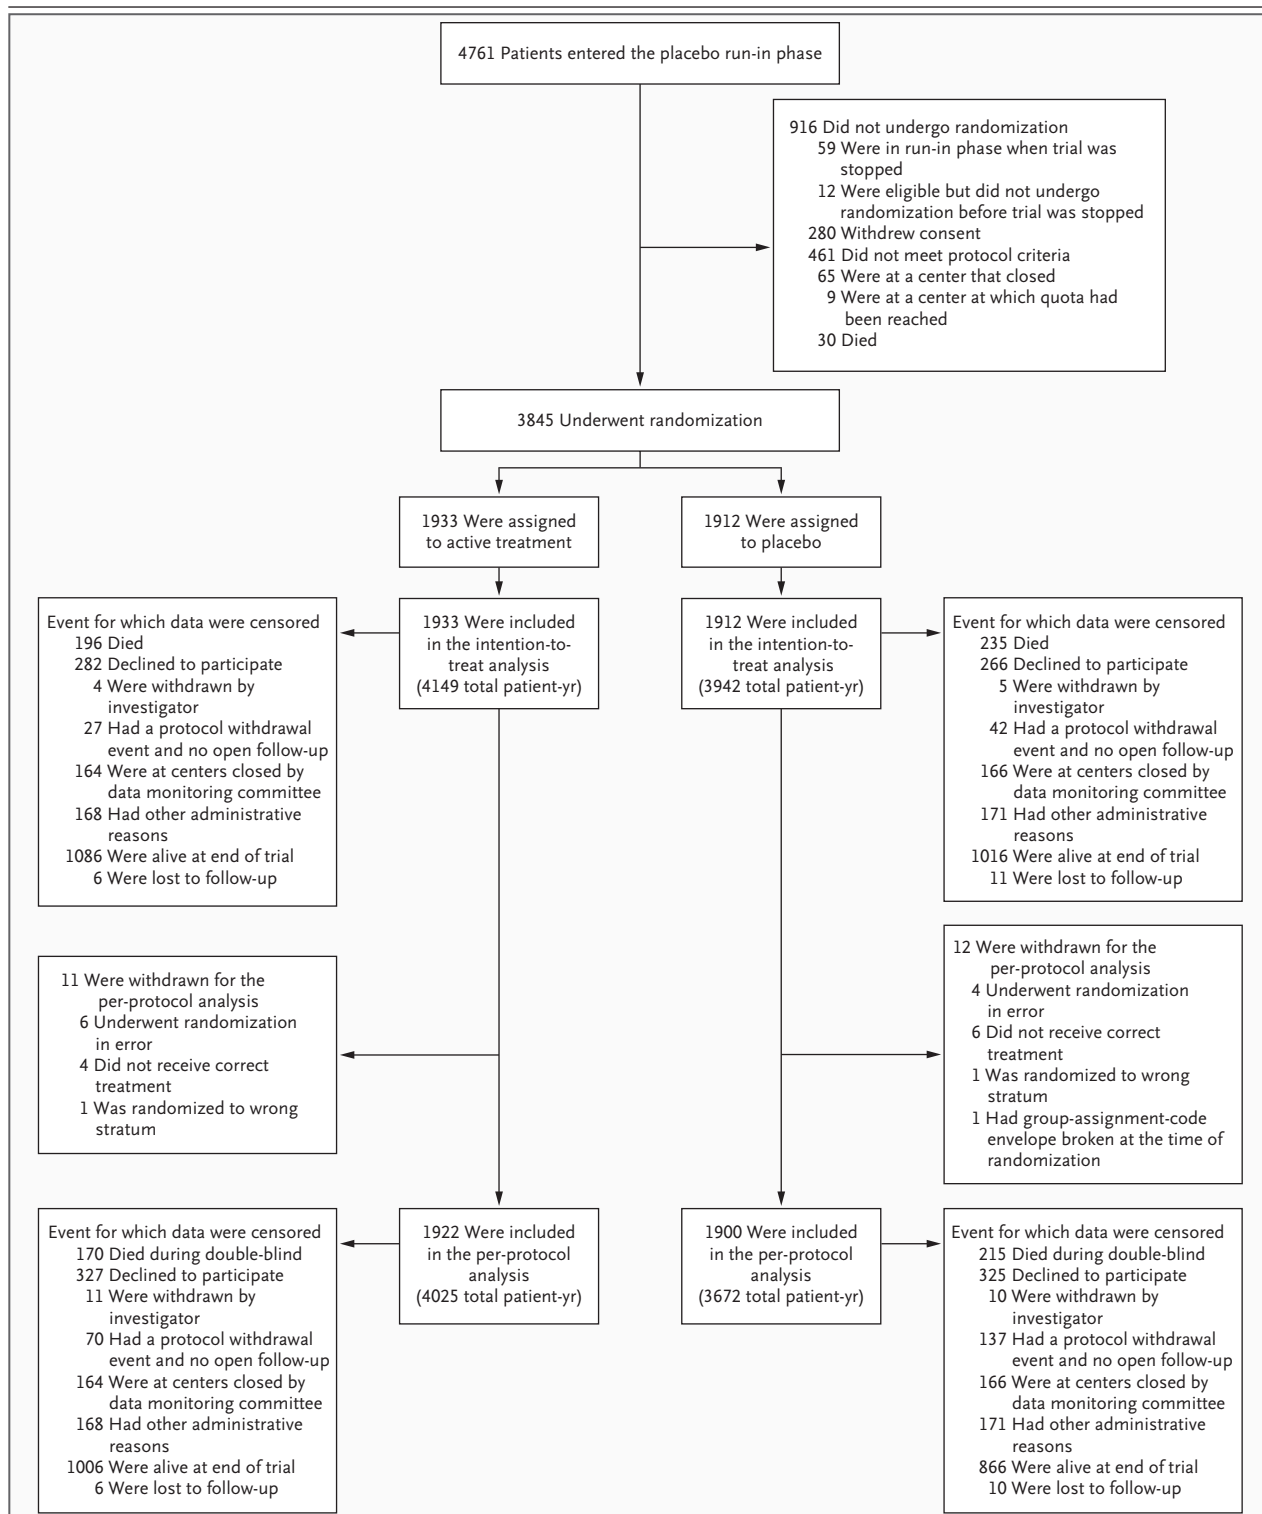 4761 Patients entered the placebo run-in phase
916 Did not undergo randomization
59 Were in run-in phase when trial was
stopped
12 Were eligible but did not undergo
randomization before trial was stopped
280 Withdrew consent
461 Did not meet protocol criteria
65 Were at a center that closed
9 Were at a center at which quota had
been reached
30 Died
3845 Underwent randomization
1933 Were assigned
to active treatment
1912 Were assigned
to placebo
Event for which data were censored
196 Died
282 Declined to participate
4 Were withdrawn by
investigator
27 Had a protocol withdrawal
event and no open follow-up
164 Were at centers closed by
data monitoring committee
168 Had other administrative
reasons
1086 Were alive at end of trial
6 Were lost to follow-up
1933 Were included
in the intention-to-
treat analysis
(4149 total patient-yr)
1912 Were included
in the intention-to-
treat analysis
(3942 total patient-yr)
Event for which data were censored
235 Died
266 Declined to participate
5 Were withdrawn by
investigator
42 Had a protocol withdrawal
event and no open follow-up
166 Were at centers closed by
data monitoring committee
171 Had other administrative
reasons
1016 Were alive at end of trial
11 Were lost to follow-up
11 Were withdrawn for the
per-protocol analysis
6 Underwent randomization
in error
4 Did not receive correct
treatment
1 Was randomized to wrong
stratum
12 Were withdrawn for the
per-protocol analysis
4 Underwent randomization
in error
6 Did not receive correct
treatment
1 Was randomized to wrong
stratum
1 Had group-assignment-code
envelope broken at the time of
randomization
Event for which data were censored
170 Died during double-blind
327 Declined to participate
11 Were withdrawn by
investigator
70 Had a protocol withdrawal
event and no open follow-up
164 Were at centers closed by
data monitoring committee
168 Had other administrative
reasons
1006 Were alive at end of trial
6 Were lost to follow-up
1922 Were included
in the per-protocol
analysis
(4025 total patient-yr)
1900 Were included
in the per-protocol
analysis
(3672 total patient-yr)
Event for which data were censored
215 Died during double-blind
325 Declined to participate
10 Were withdrawn by
investigator
137 Had a protocol withdrawal
event and no open follow-up
166 Were at centers closed by
data monitoring committee
171 Had other administrative
reasons
866 Were alive at end of trial
10 Were lost to follow-up